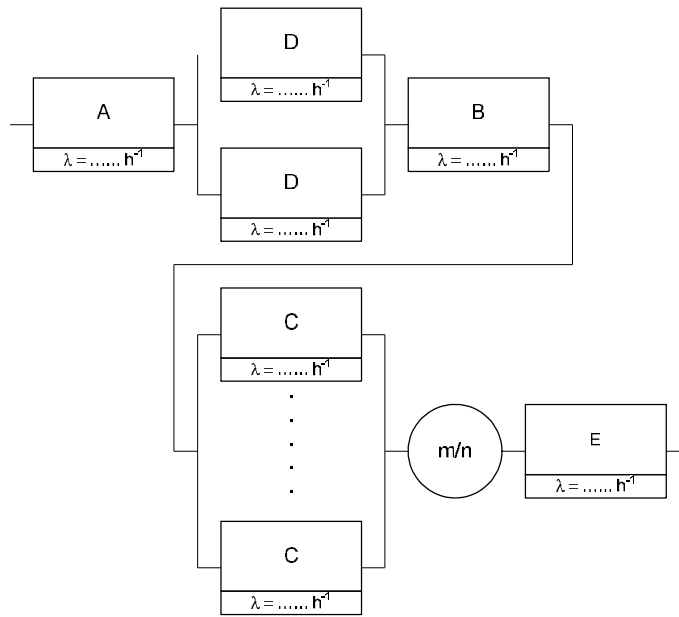 D
λ = ...... h⁻¹
A
λ = ...... h⁻¹
B
λ = ...... h⁻¹
D
λ = ...... h⁻¹
C
λ = ...... h⁻¹
m/n
E
λ = ...... h⁻¹
C
λ = ...... h⁻¹